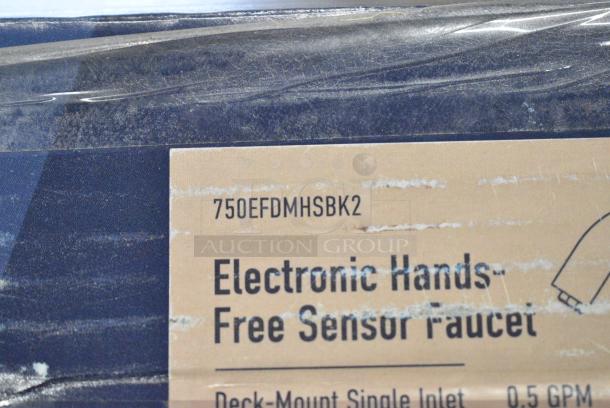 750EFDMHSBK2
AUCTION GROUP
Electronic Hands-
Free Sensor Faucet
Deck-Mount Single Inlet 0.5 GPM